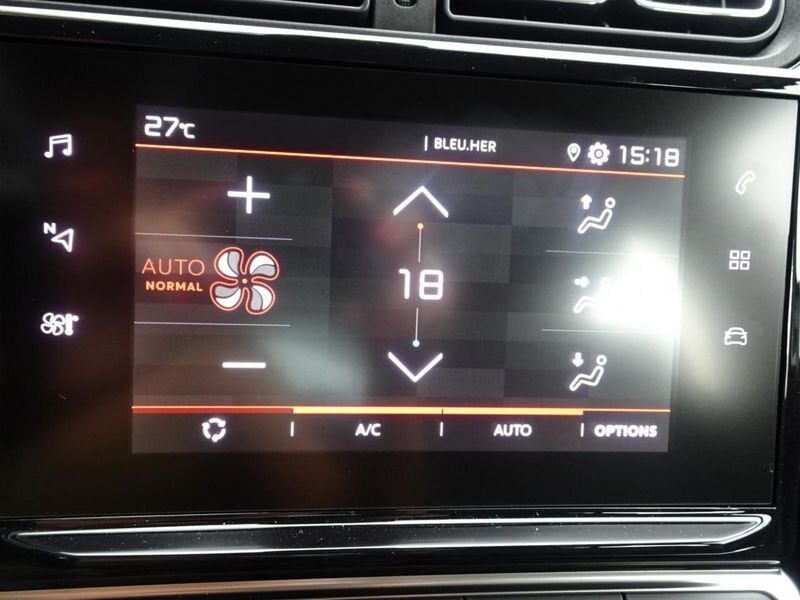 27°C
| BLEU.HER
15:18
N
AUTO
NORMAL
18
A/C
AUTO
OPTIONS